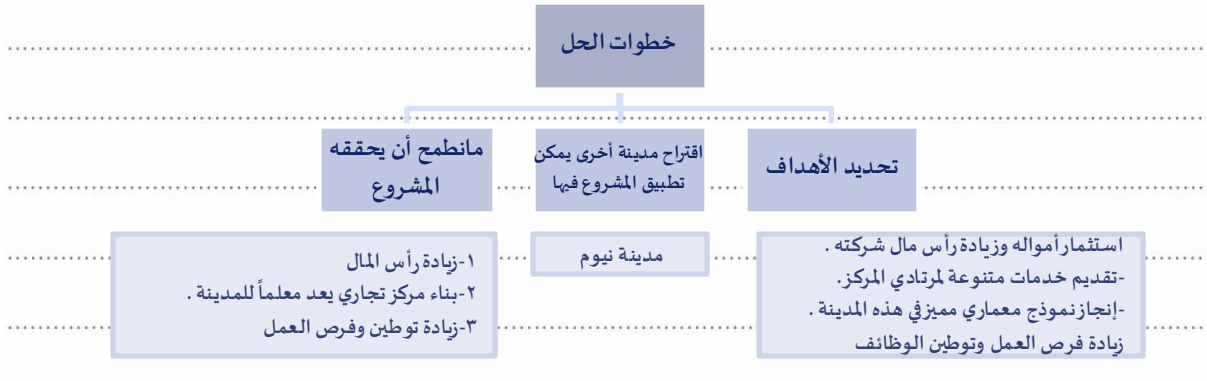 خطوات الحل
تحديد الأهداف
اقتراح مدينة أخرى يمكن
تطبيق المشروع فيها
مانطمح أن يحققه
المشروع
استثمار أمواله وزيادة رأس مال شركته .
-تقديم خدمات متنوعة لمرتادي المركز.
-إنجاز نموذج معماري مميز في هذه المدينة .
زيادة فرص العمل وتوطين الوظائف
مدينة نيوم
١-زيادة رأس المال
٢-بناء مركز تجاري يعد معلماً للمدينة .
٣-زيادة توطين وفرص العمل